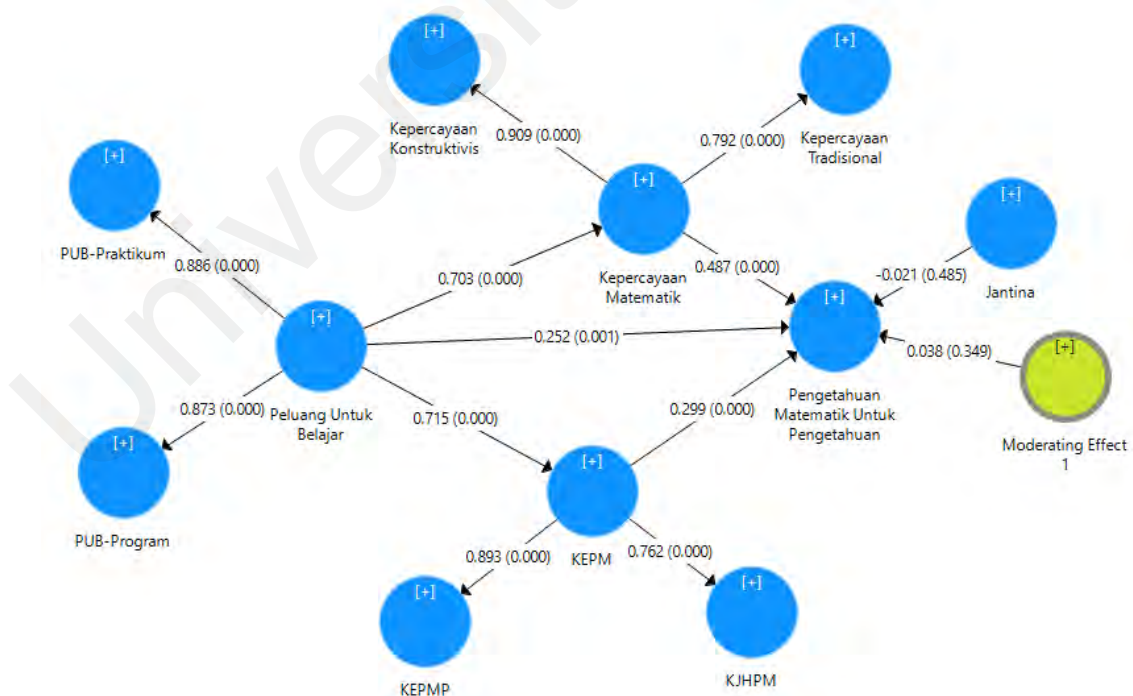 [+]
[+]
Kepercayaan
Konstruktivis
0.909 (0.000)
0.792 (0.000)
Kepercayaan
Tradisional
[+]
PUB-Praktikum
[+]
Kepercayaan
Matematik
[+]
Jantina
0.886 (0.000)
0.703 (0.000)
0.487 (0.000)
-0.021 (0.485)
[+]
Peluang Untuk
Belajar
0.252 (0.001)
[+]
Pengetahuan
Matematik Untuk
Pengetahuan
0.038 (0.349)
[+]
Moderating Effect
1
0.873 (0.000)
0.715 (0.000)
0.299 (0.000)
[+]
PUB-Program
[+]
KEPM
0.893 (0.000)
0.762 (0.000)
[+]
KEPMP
[+]
KJHPM
Universit